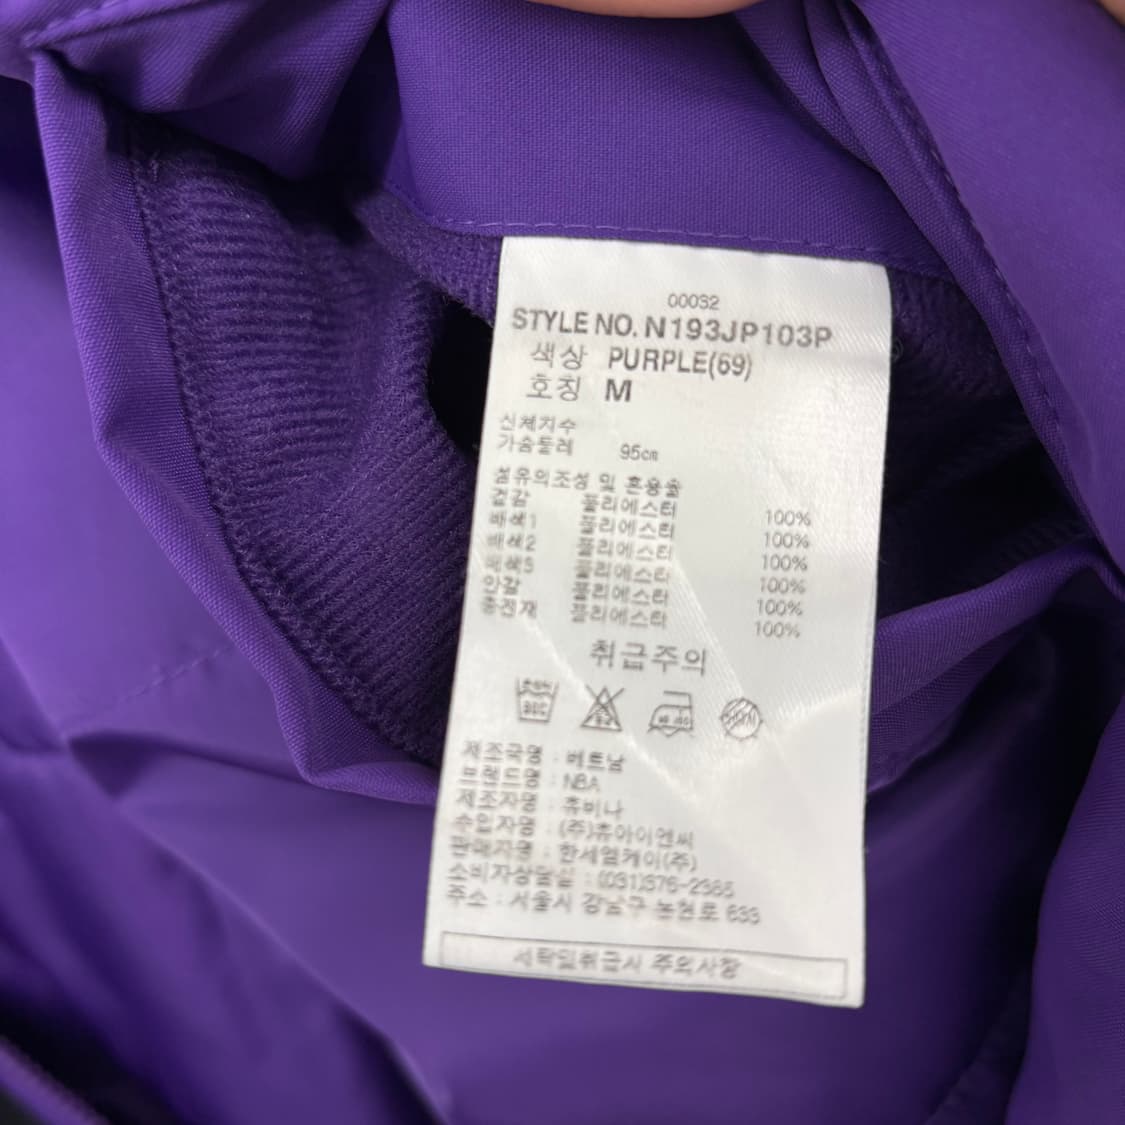 00032
STYLE NO. N193JP103P
색상 PURPLE(69)
호칭 M
신체치수
가슴둘레 95cm
섬유의조성 및 혼용율
겉감 폴리에스터 100%
배색1 폴리에스터 100%
배색2 폴리에스터 100%
배색3 폴리에스터 100%
안감 폴리에스터 100%
충전재 폴리에스터 100%
취급주의
제조국명 : 베트남
브랜드명 : NBA
제조자명 : 휴비나
수입자명 : (주)휴아이엔씨
판매자명 : 한세엠케이(주)
소비자상담실 :
주소 : 서울시 강남구 논현로 633
세탁및취급시 주의사항